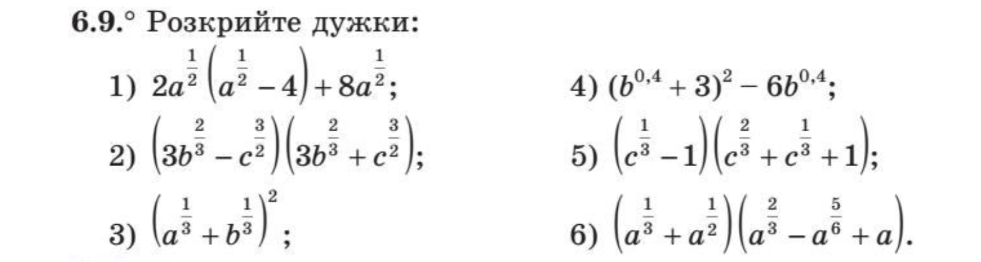 6.9.° Розкрийте дужки:
1) 2a^{1/2}(a^{1/2} – 4) + 8a^{1/2};
2) (3b^{2/3} – c^{3/2})(3b^{2/3} + c^{3/2});
3) (a^{1/3} + b^{1/3})^2;
4) (b^{0,4} + 3)^2 – 6b^{0,4};
5) (c^{1/3} – 1)(c^{2/3} + c^{1/3} + 1);
6) (a^{1/3} + a^{1/2})(a^{2/3} – a^{5/6} + a).